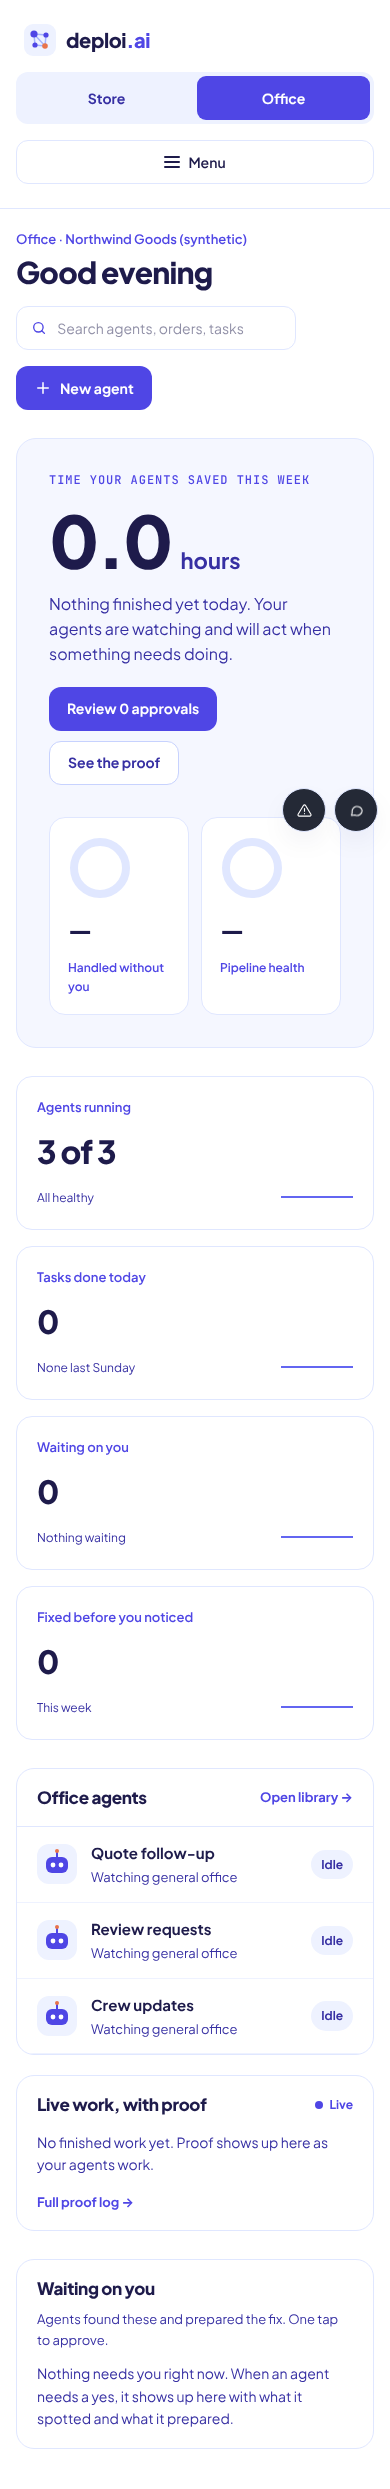 deploi.ai
Store
Office
Menu
Office · Northwind Goods (synthetic)
Good evening
Search agents, orders, tasks
New agent
TIME YOUR AGENTS SAVED THIS WEEK
0.0 hours
Nothing finished yet today. Your
agents are watching and will act when
something needs doing.
Review 0 approvals
See the proof
—
Handled without
you
—
Pipeline health
Agents running
3 of 3
All healthy
Tasks done today
0
None last Sunday
Waiting on you
0
Nothing waiting
Fixed before you noticed
0
This week
Office agents
Open library →
Quote follow-up
Watching general office
Idle
Review requests
Watching general office
Idle
Crew updates
Watching general office
Idle
Live work, with proof
Live
No finished work yet. Proof shows up here as
your agents work.
Full proof log →
Waiting on you
Agents found these and prepared the fix. One tap
to approve.
Nothing needs you right now. When an agent
needs a yes, it shows up here with what it
spotted and what it prepared.